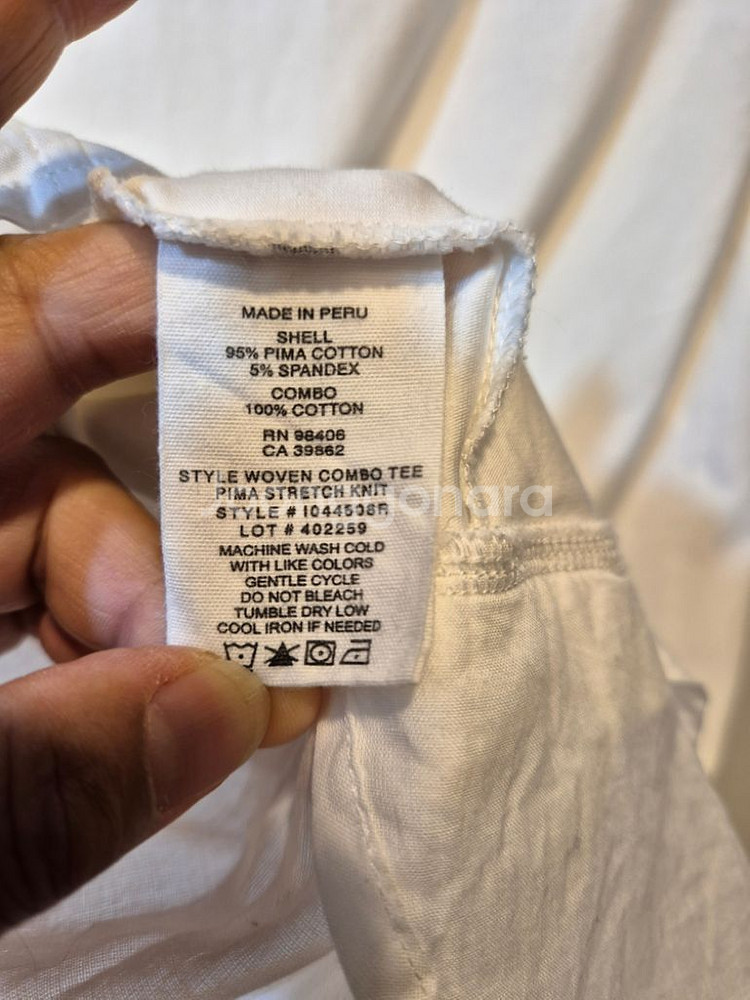 MADE IN PERU
SHELL
95% PIMA COTTON
5% SPANDEX
COMBO
100% COTTON
RN 98406
CA 39862
STYLE WOVEN COMBO TEE
PIMA STRETCH KNIT
STYLE # I044508R
LOT # 402259
MACHINE WASH COLD
WITH LIKE COLORS
GENTLE CYCLE
DO NOT BLEACH
TUMBLE DRY LOW
COOL IRON IF NEEDED